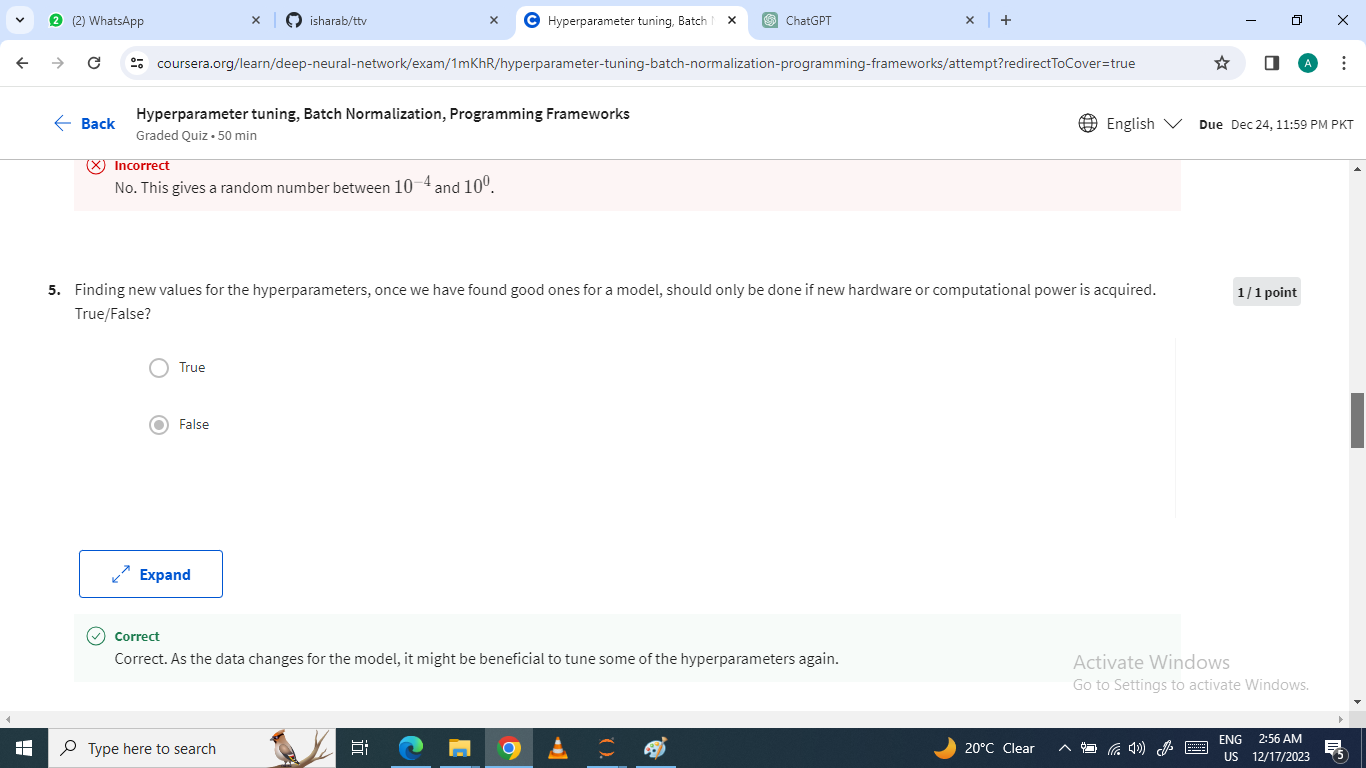 (2) WhatsApp
isharab/ttv
Hyperparameter tuning, Batch
ChatGPT
coursera.org/learn/deep-neural-network/exam/1mKhR/hyperparameter-tuning-batch-normalization-programming-frameworks/attempt?redirectToCover=true
A
Back
Hyperparameter tuning, Batch Normalization, Programming Frameworks
Graded Quiz • 50 min
English
Due Dec 24, 11:59 PM PKT
Incorrect
No. This gives a random number between 10⁻⁴ and 10⁰.
5. Finding new values for the hyperparameters, once we have found good ones for a model, should only be done if new hardware or computational power is acquired.
True/False?
1 / 1 point
True
False
Expand
Correct
Correct. As the data changes for the model, it might be beneficial to tune some of the hyperparameters again.
Activate Windows
Go to Settings to activate Windows.
Type here to search
20°C Clear
ENG
US
2:56 AM
12/17/2023
5